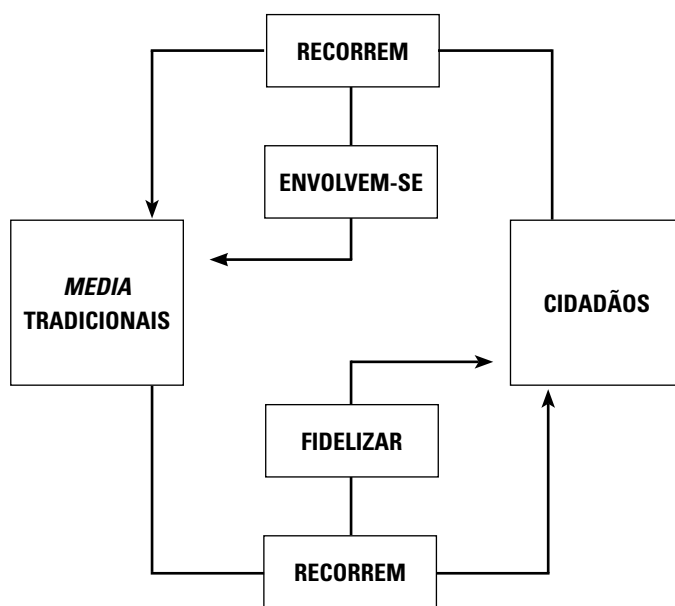 RECORREM
ENVOLVEM-SE
MEDIA
TRADICIONAIS
CIDADÃOS
FIDELIZAR
RECORREM